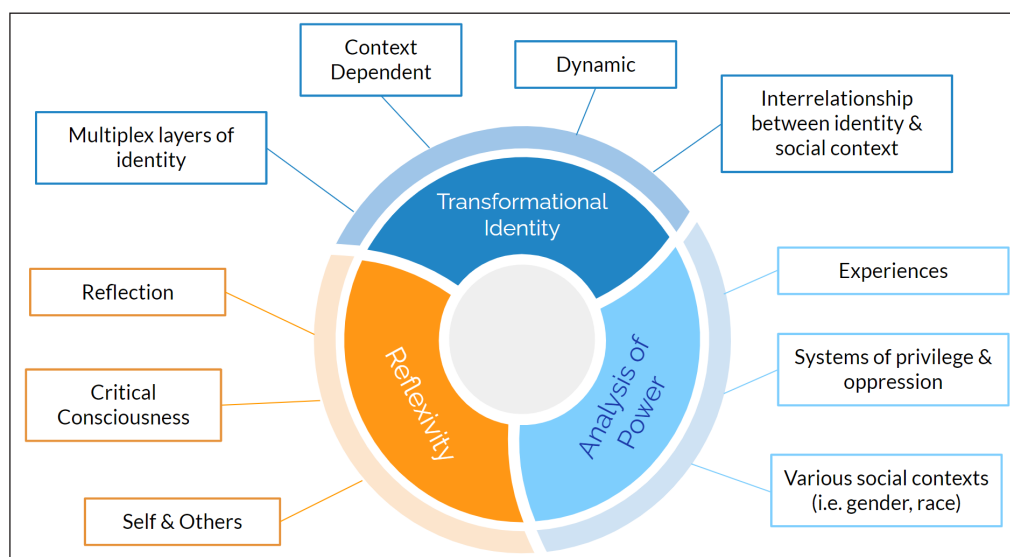 Context
Dependent
Dynamic
Interrelationship
between identity &
social context
Multiplex layers of
identity
Transformational
Identity
Reflection
Critical
Consciousness
Self & Others
Reflexivity
Analysis of
Power
Experiences
Systems of privilege &
oppression
Various social contexts
(i.e. gender, race)